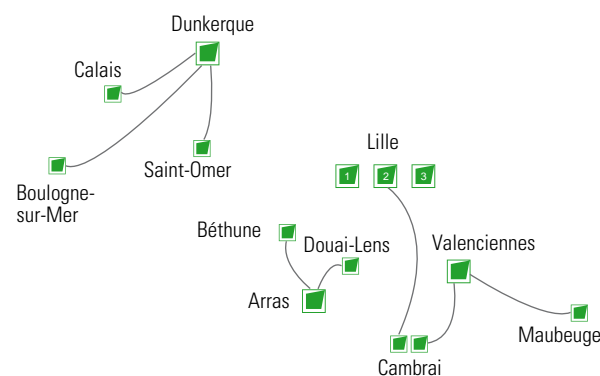 Dunkerque
Calais
Saint-Omer
Boulogne-
sur-Mer
Lille
1 2 3
Béthune
Douai-Lens
Valenciennes
Arras
Maubeuge
Cambrai